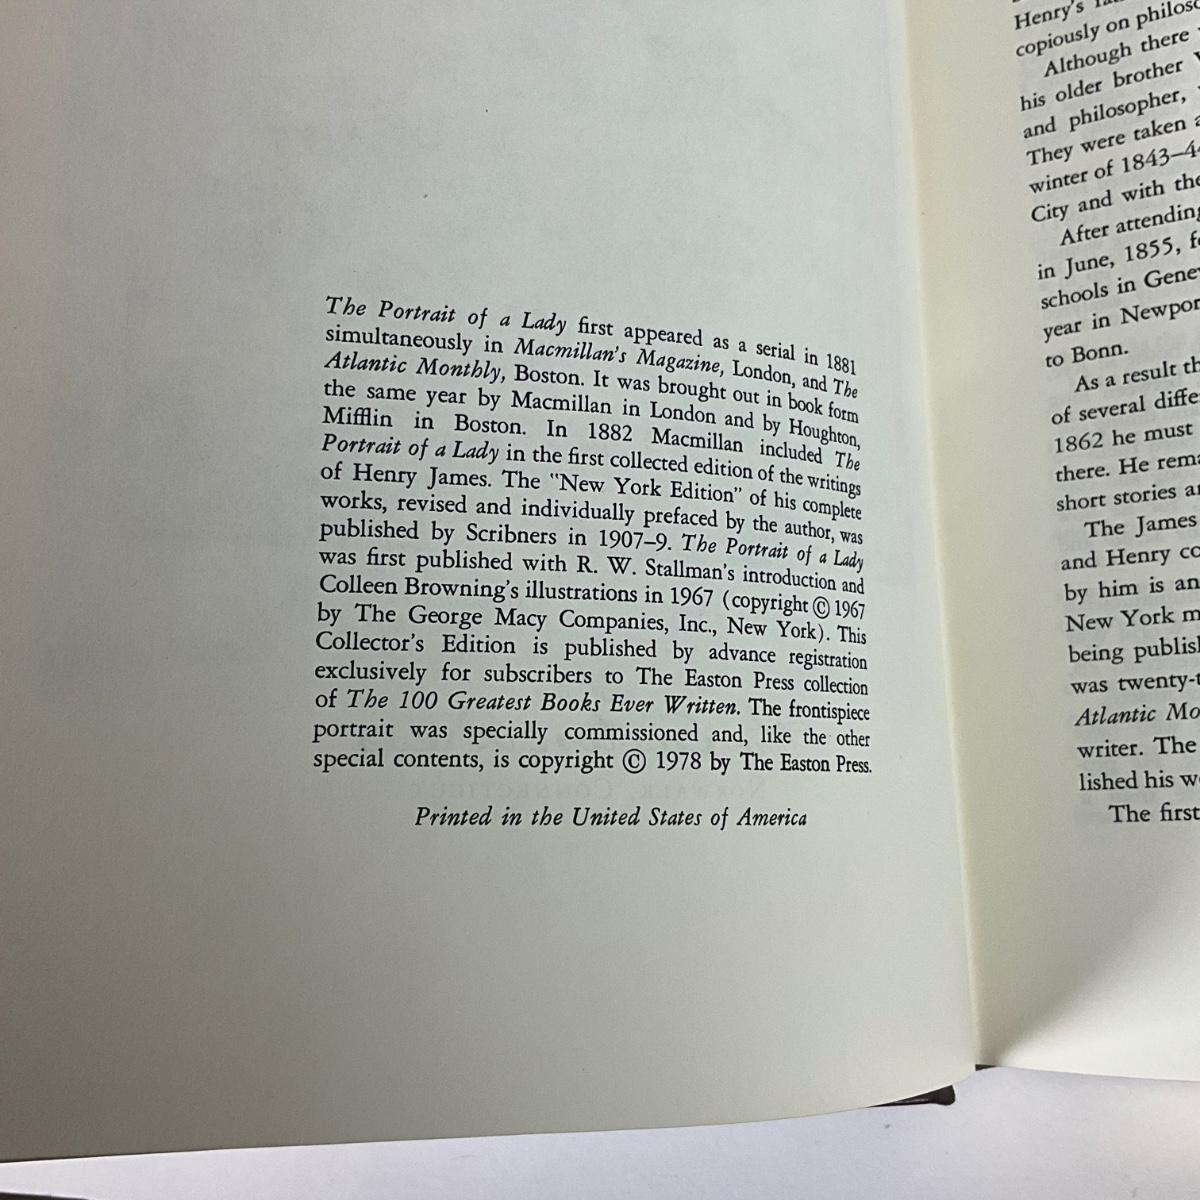 The Portrait of a Lady first appeared as a serial in 1881
simultaneously in Macmillan's Magazine, London, and The
Atlantic Monthly, Boston. It was brought out in book form
the same year by Macmillan in London and by Houghton,
Mifflin in Boston. In 1882 Macmillan included The
Portrait of a Lady in the first collected edition of the writings
of Henry James. The "New York Edition" of his complete
works, revised and individually prefaced by the author, was
published by Scribners in 1907–9. The Portrait of a Lady
was first published with R. W. Stallman's introduction and
Colleen Browning's illustrations in 1967 (copyright © 1967
by The George Macy Companies, Inc., New York). This
Collector's Edition is published by advance registration
exclusively for subscribers to The Easton Press collection
of The 100 Greatest Books Ever Written. The frontispiece
portrait was specially commissioned and, like the other
special contents, is copyright © 1978 by The Easton Press.
Printed in the United States of America
Henry's
copiously on
Although there
his older brother
and philosopher,
They were taken
winter of 1843–4
City and with the
After attending
in June, 1855,
schools in
year in
to Bonn.
As a result
of several
1862 he must
there. He
short stories
The James
and Henry
by him is an
New York
being
was
Atlantic
writer. The
lished his
The first